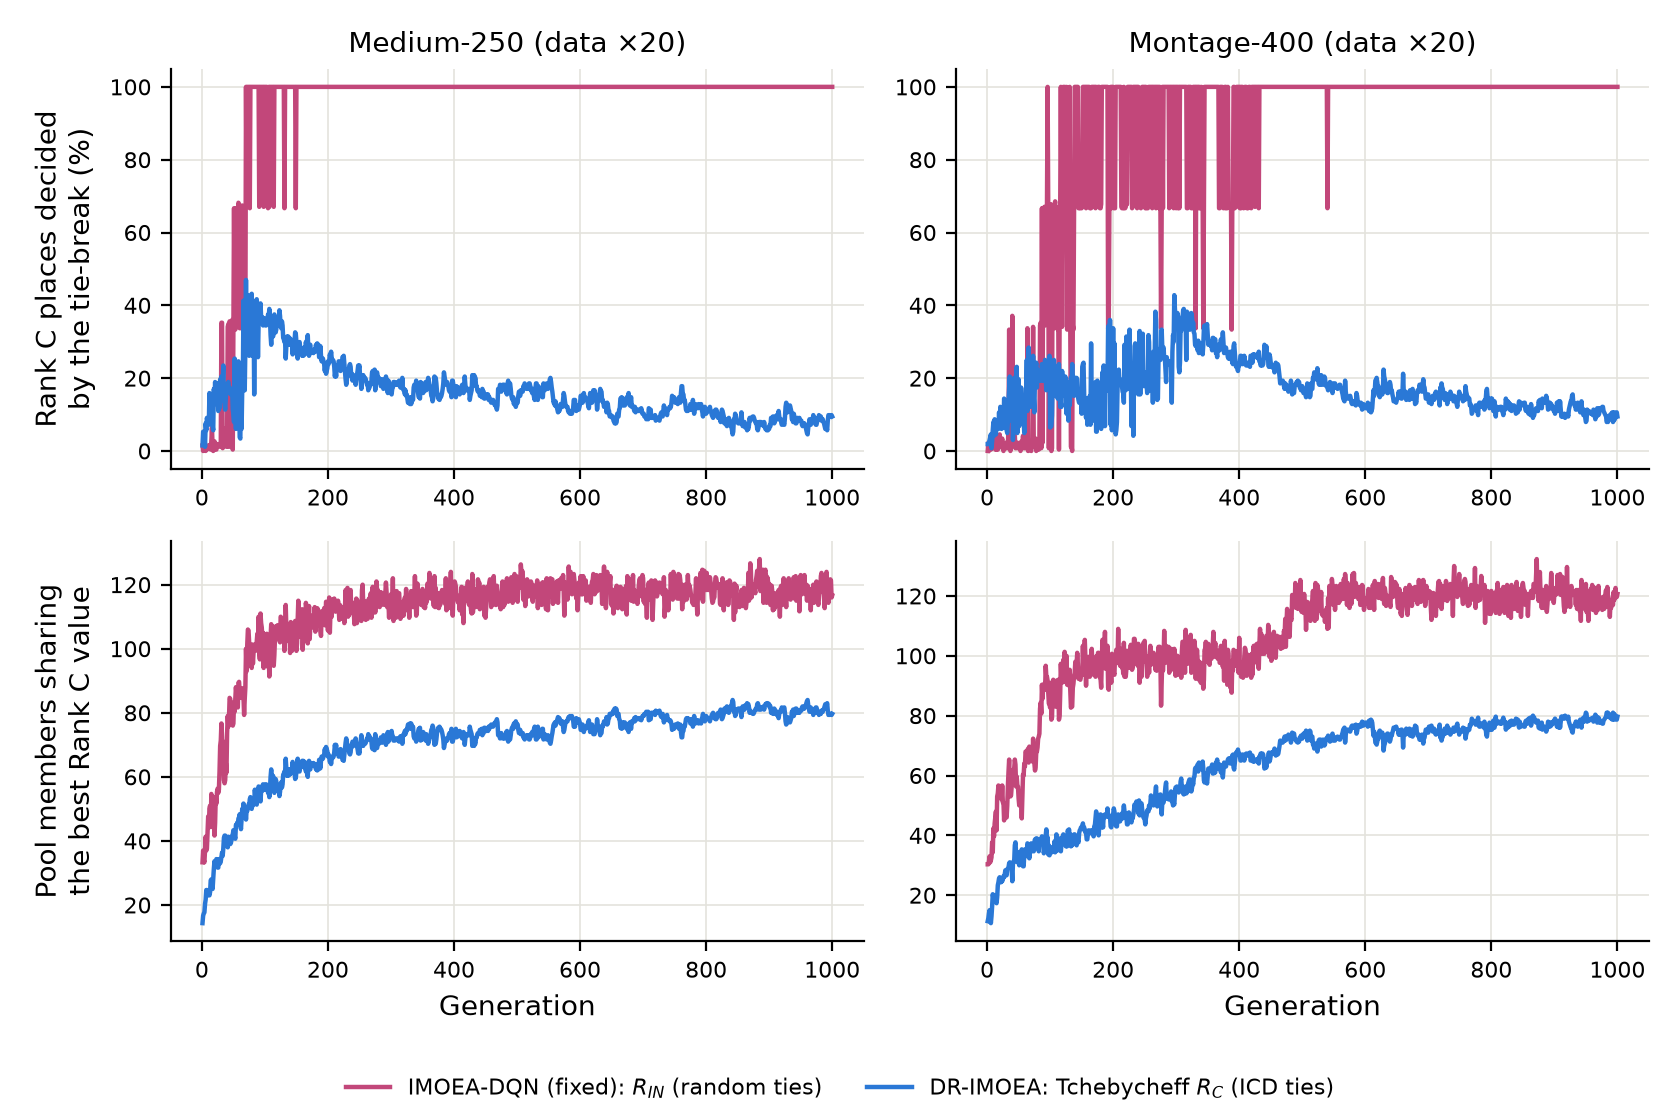 Medium-250 (data ×20)
Montage-400 (data ×20)
Rank C places decided
by the tie-break (%)
100
80
60
40
20
0
0 200 400 600 800 1000
100
80
60
40
20
0
0 200 400 600 800 1000
Pool members sharing
the best Rank C value
120
100
80
60
40
20
0 200 400 600 800 1000
Generation
120
100
80
60
40
20
0 200 400 600 800 1000
Generation
IMOEA-DQN (fixed): R_IN (random ties)
DR-IMOEA: Tchebycheff R_C (ICD ties)